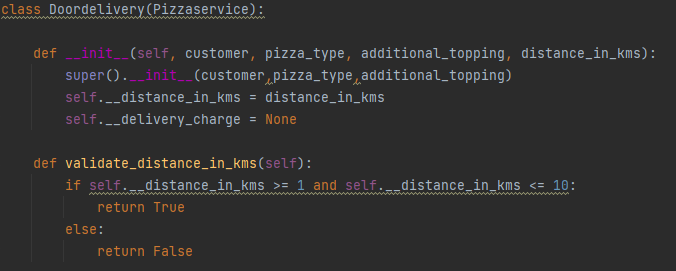 class Doordelivery(Pizzaservice):
def __init__(self, customer, pizza_type, additional_topping, distance_in_kms):
super().__init__(customer,pizza_type,additional_topping)
self.__distance_in_kms = distance_in_kms
self.__delivery_charge = None
def validate_distance_in_kms(self):
if self.__distance_in_kms >= 1 and self.__distance_in_kms <= 10:
return True
else:
return False